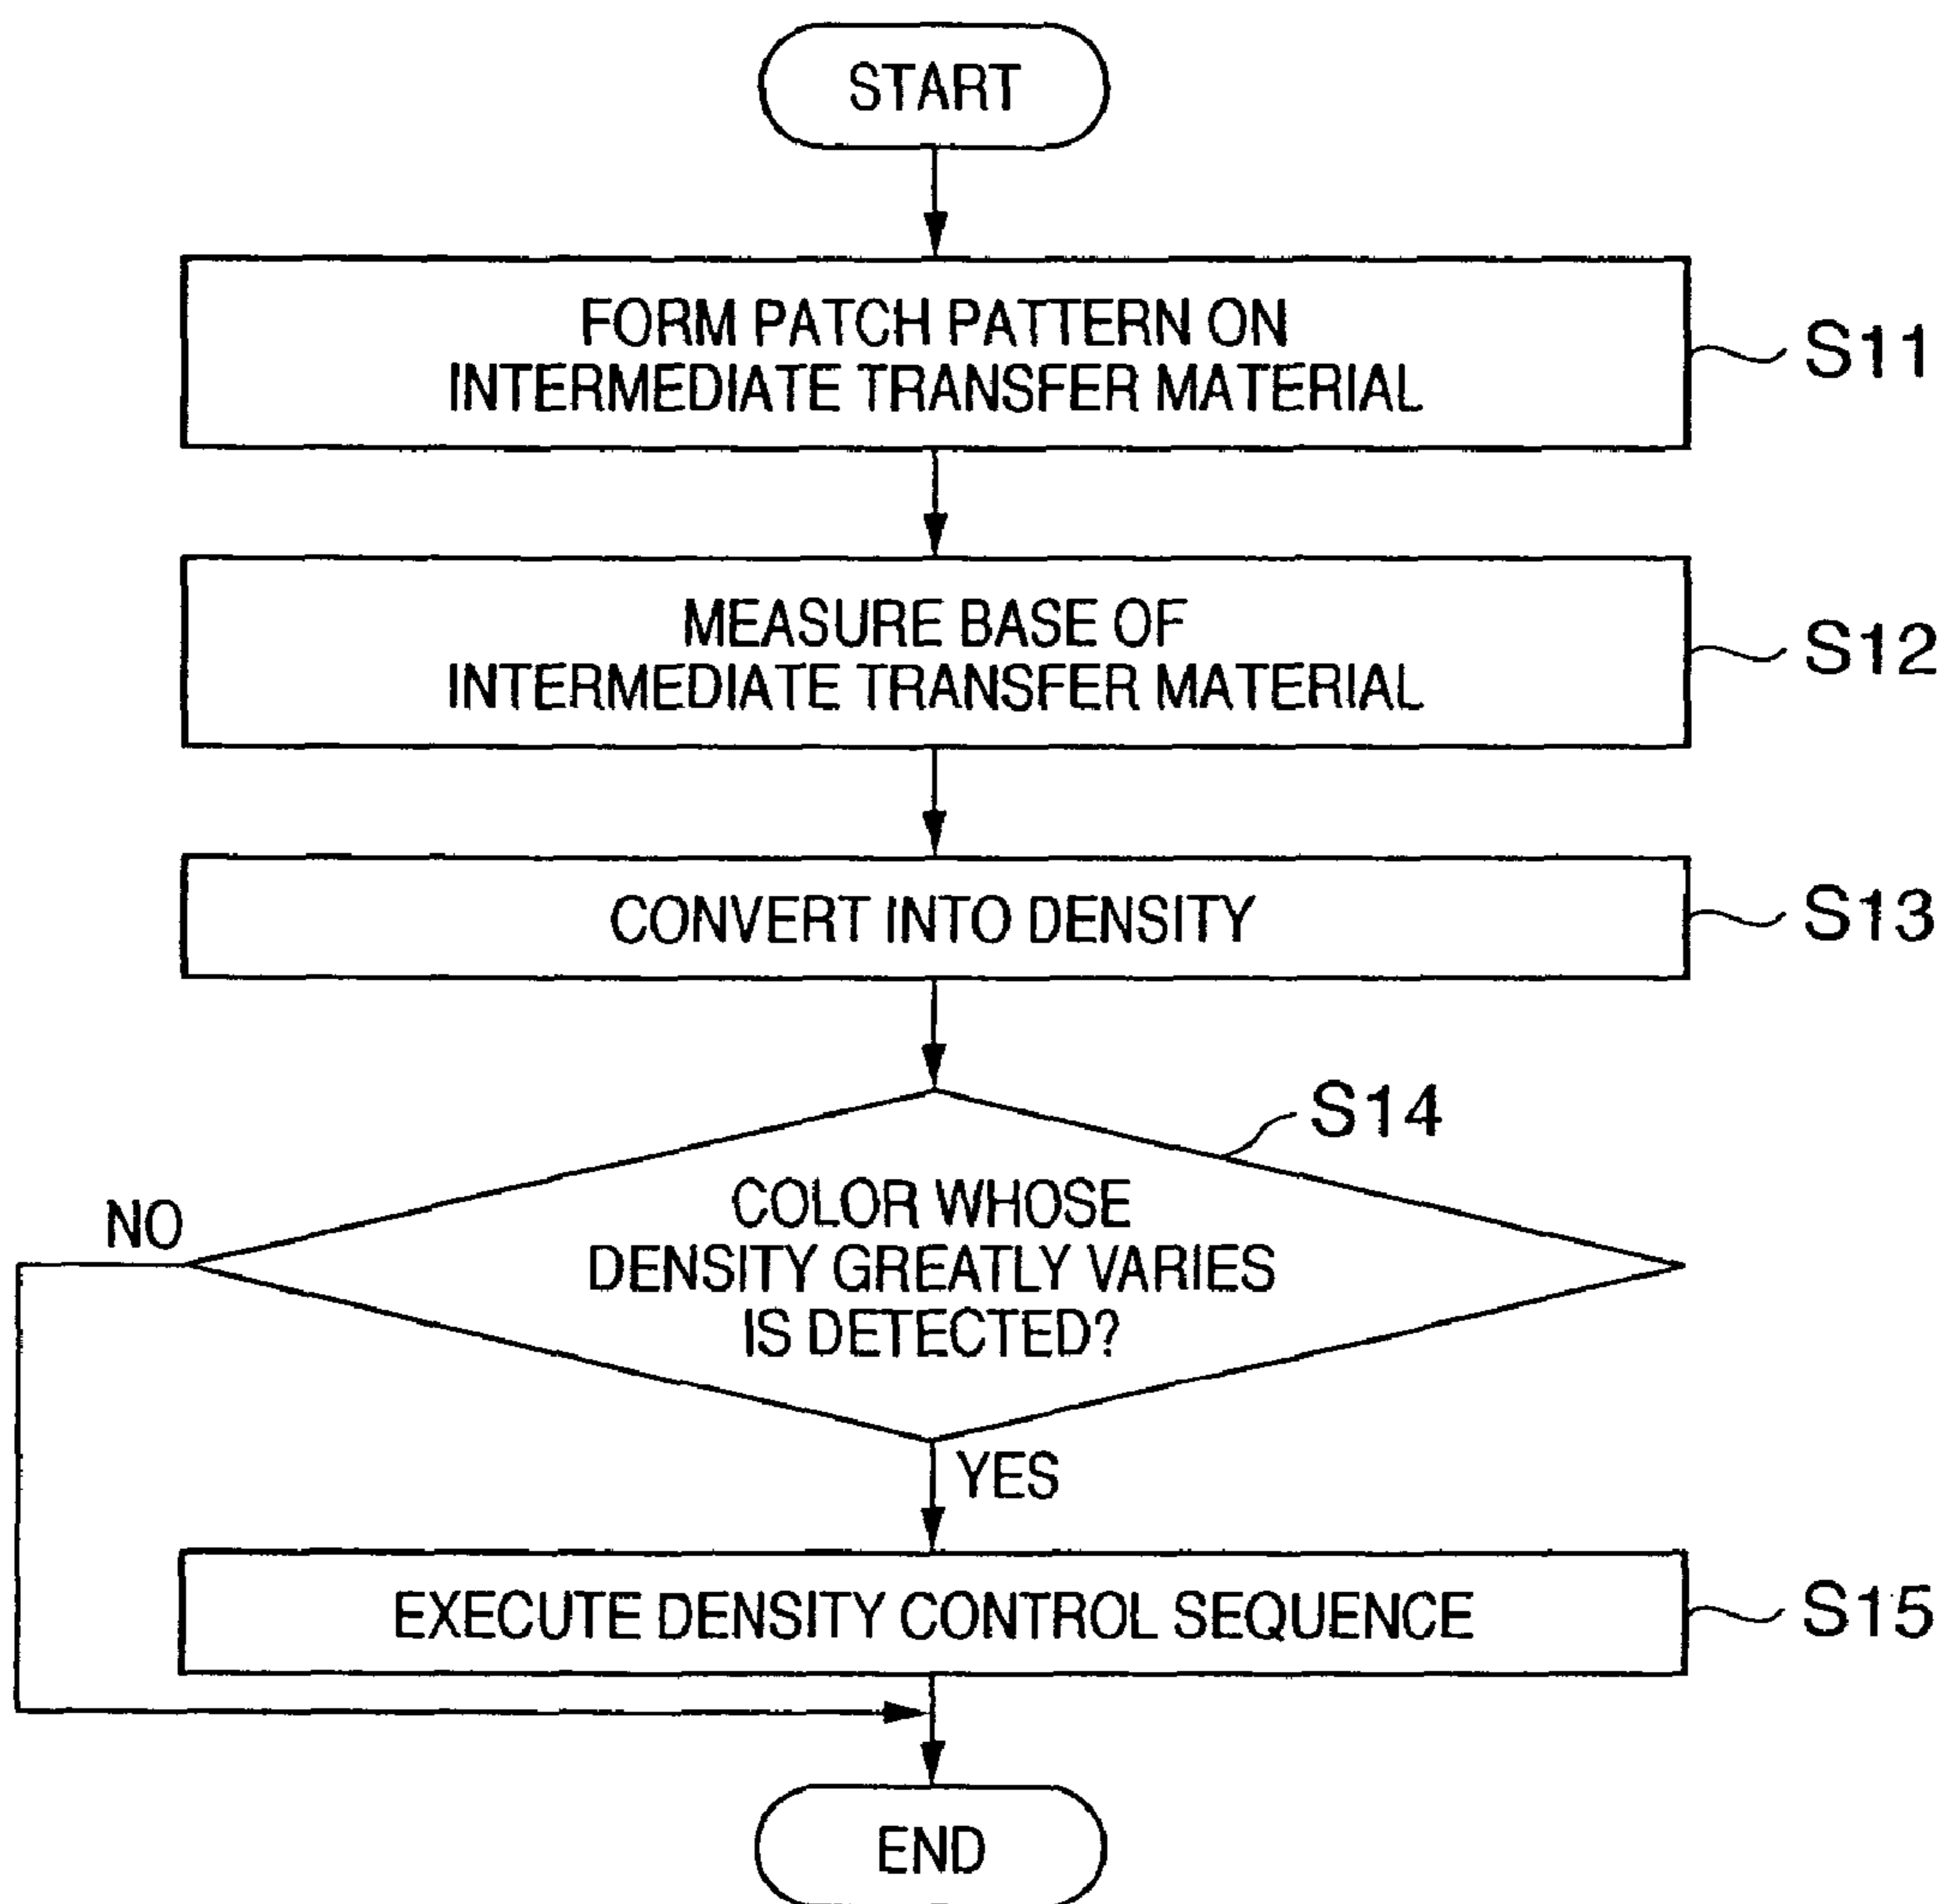 START
FORM PATCH PATTERN ON
INTERMEDIATE TRANSFER MATERIAL
S11
MEASURE BASE OF
INTERMEDIATE TRANSFER MATERIAL
S12
CONVERT INTO DENSITY
S13
S14
COLOR WHOSE
DENSITY GREATLY VARIES
IS DETECTED?
NO
YES
EXECUTE DENSITY CONTROL SEQUENCE
S15
END